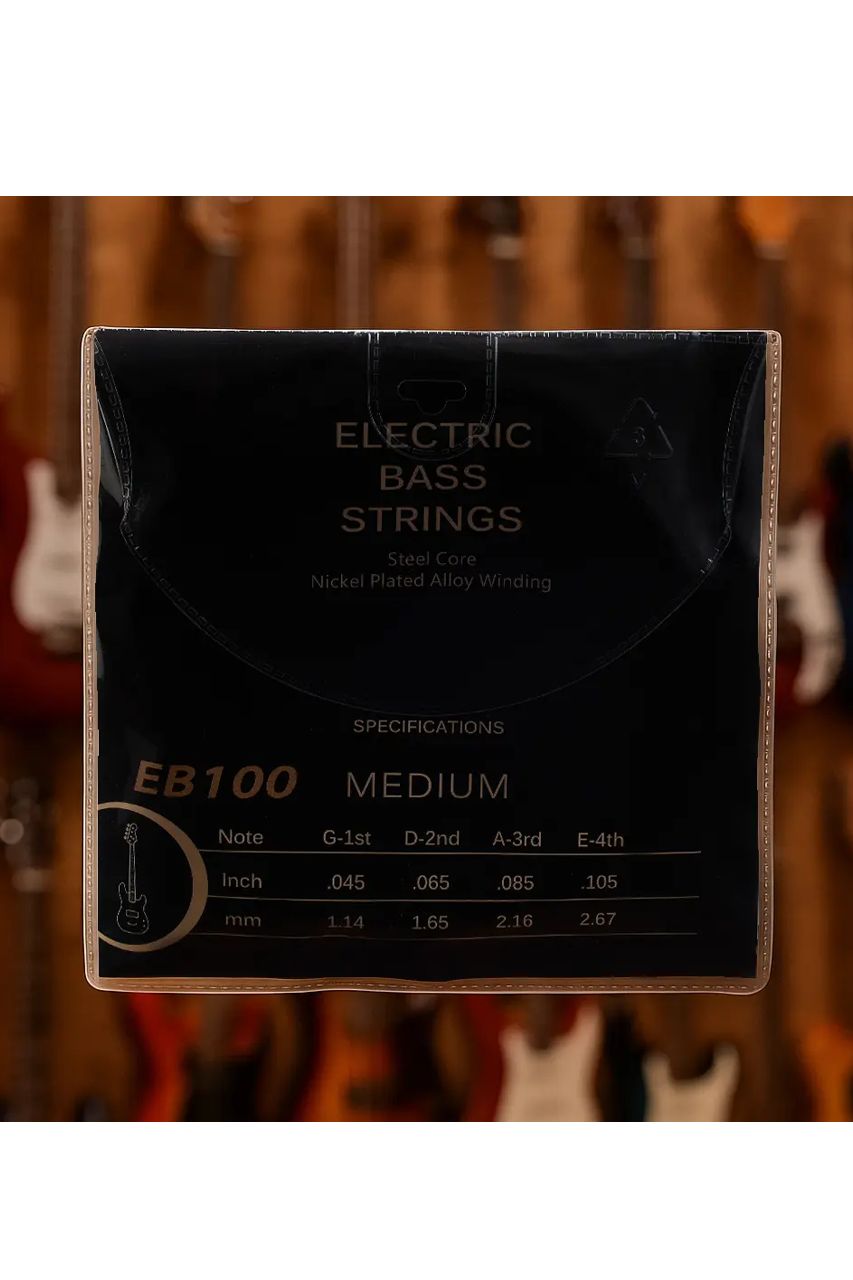 ELECTRIC
BASS
STRINGS
3
V
Steel Core
Nickel Plated Alloy Winding
SPECIFICATIONS
EB100 MEDIUM
Note G-1st D-2nd A-3rd E-4th
Inch .045 .065 .085 .105
mm 1.14 1.65 2.16 2.67